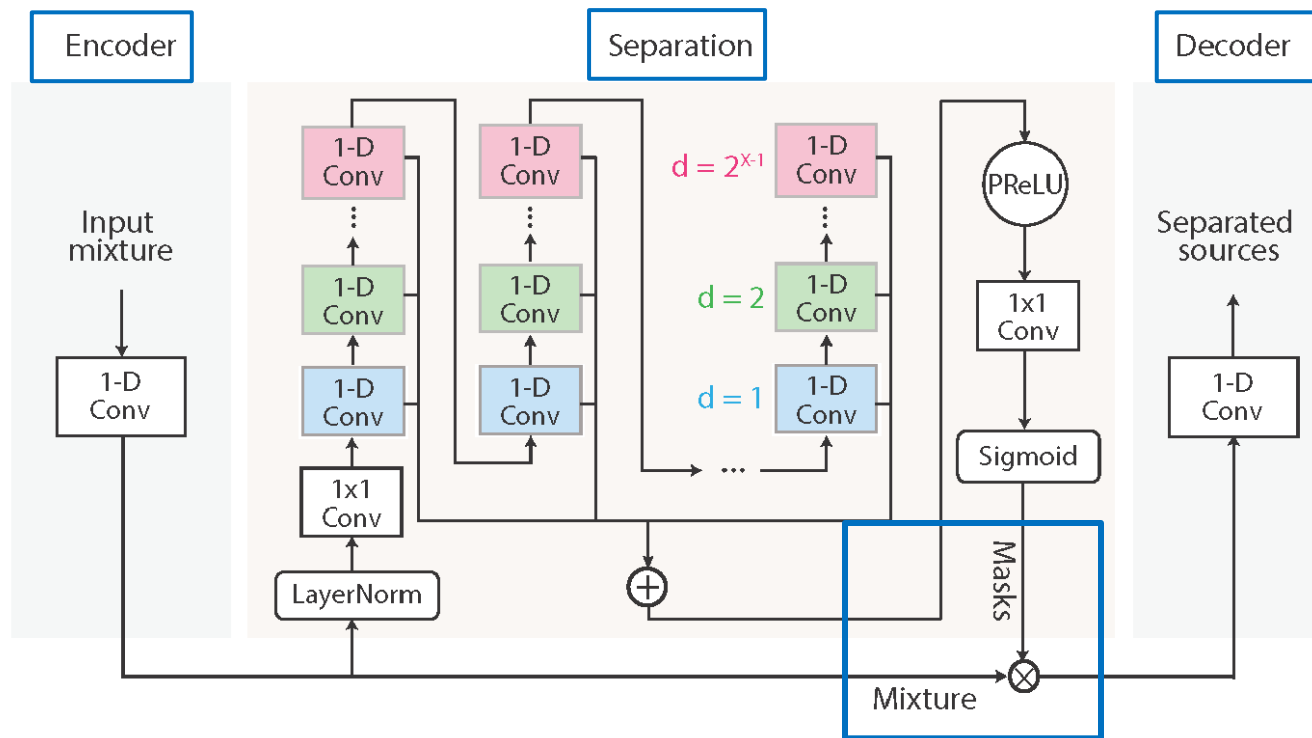 Encoder
Separation
Decoder
Input
mixture
1-D
Conv
1-D
Conv
...
1-D
Conv
1-D
Conv
1x1
Conv
LayerNorm
1-D
Conv
...
1-D
Conv
1-D
Conv
...
d = 2^X-1
1-D
Conv
...
d = 2
1-D
Conv
d = 1
1-D
Conv
+
PReLU
1x1
Conv
Sigmoid
Masks
Mixture
×
Separated
sources
1-D
Conv